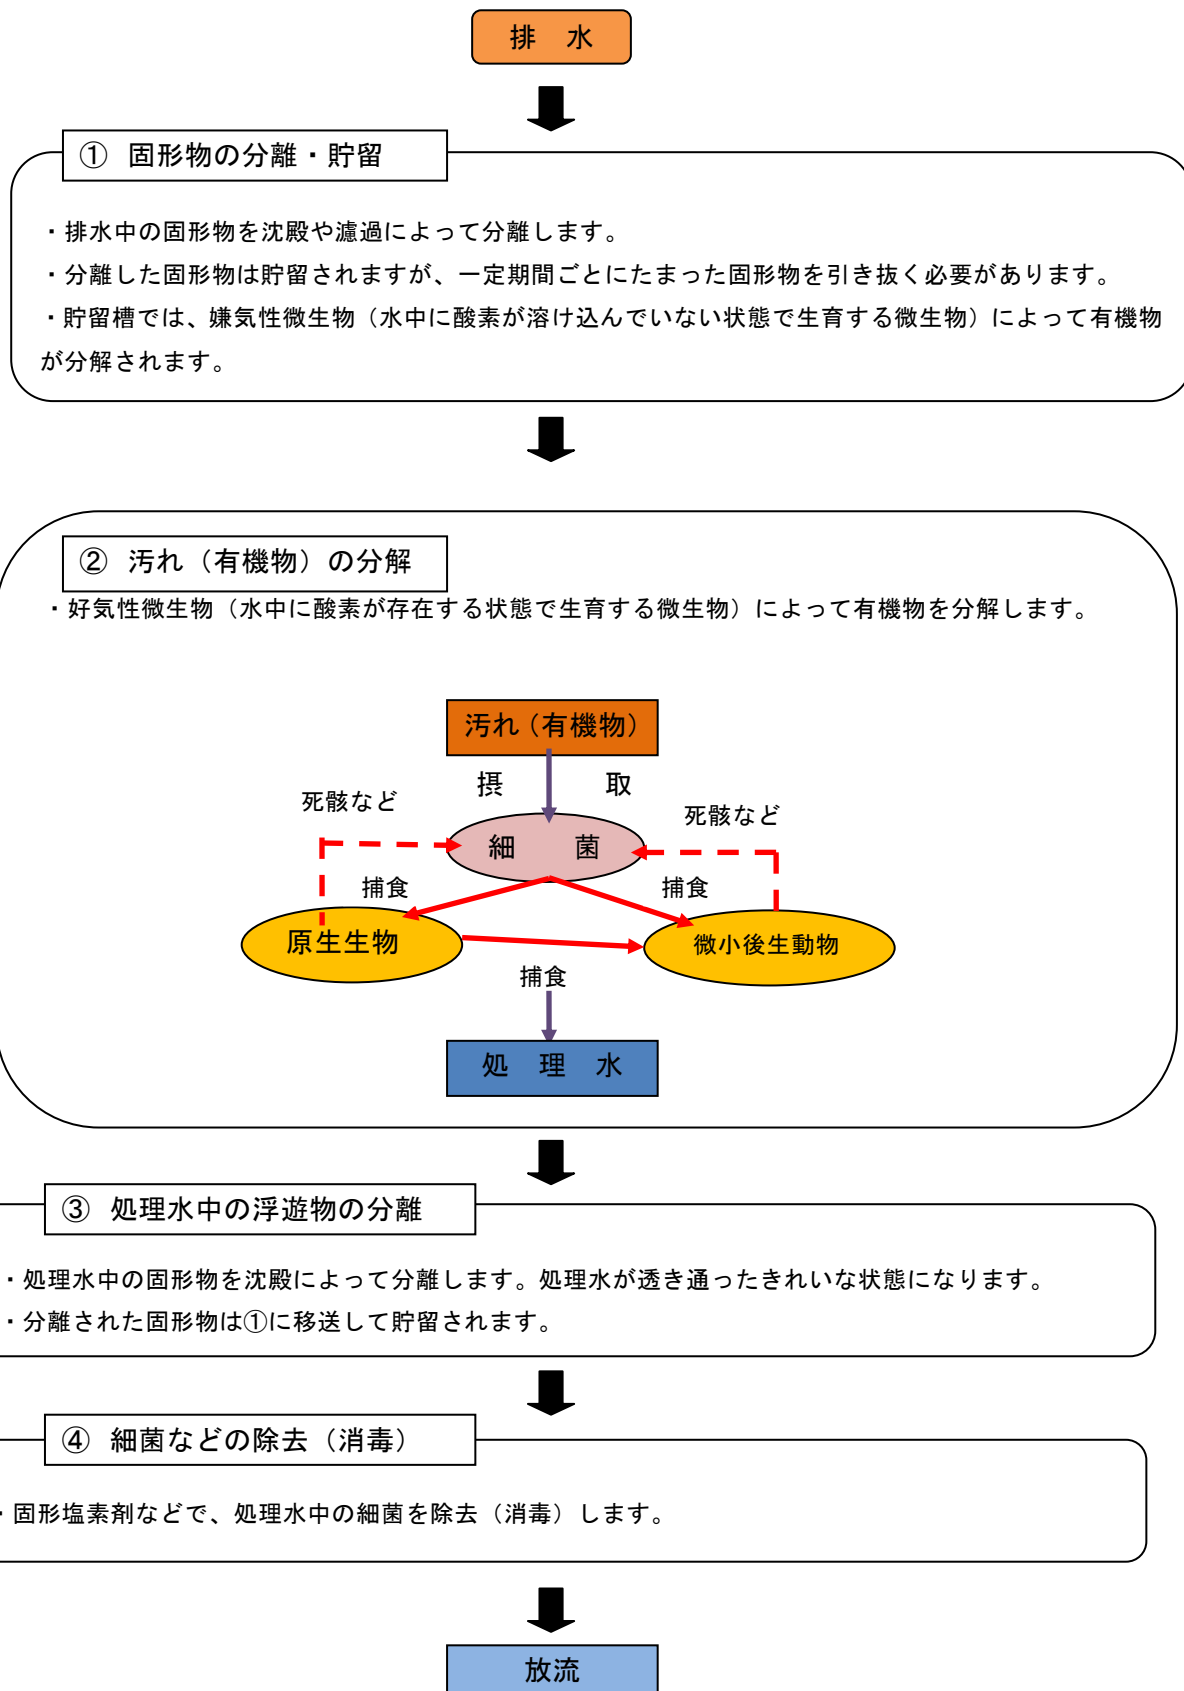 排　水
① 固形物の分離・貯留
・排水中の固形物を沈殿や濾過によって分離します。
・分離した固形物は貯留されますが、一定期間ごとにたまった固形物を引き抜く必要があります。
・貯留槽では、嫌気性微生物（水中に酸素が溶け込んでいない状態で生育する微生物）によって有機物
が分解されます。
② 汚れ（有機物）の分解
・好気性微生物（水中に酸素が存在する状態で生育する微生物）によって有機物を分解します。
汚れ（有機物）
摂　取
死骸など
死骸など
細　菌
捕食
捕食
原生生物
微小後生動物
捕食
処　理　水
③ 処理水中の浮遊物の分離
・処理水中の固形物を沈殿によって分離します。処理水が透き通ったきれいな状態になります。
・分離された固形物は①に移送して貯留されます。
④ 細菌などの除去（消毒）
・固形塩素剤などで、処理水中の細菌を除去（消毒）します。
放流